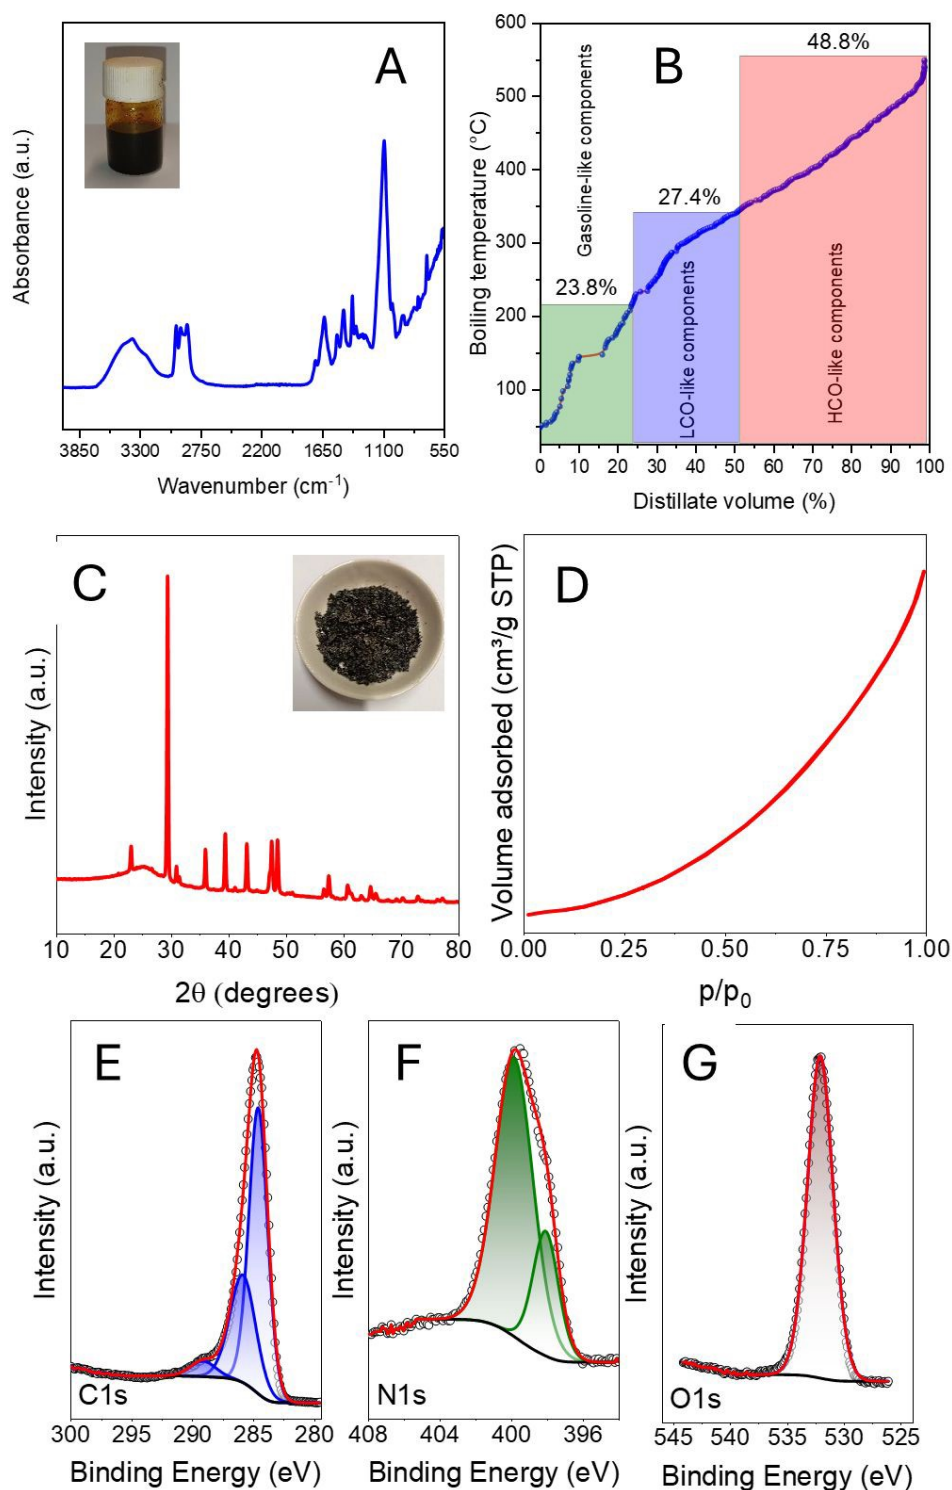 A
Absorbance (a.u.)
3850 3300 2750 2200 1650 1100 550
Wavenumber (cm⁻¹)
B
Boiling temperature (°C)
600
500
400
300
200
100
48.8%
27.4%
23.8%
Gasoline-like components
LCO-like components
HCO-like components
0 10 20 30 40 50 60 70 80 90 100
Distillate volume (%)
C
Intensity (a.u.)
10 20 30 40 50 60 70 80
2θ (degrees)
D
Volume adsorbed (cm³/g STP)
0.00 0.25 0.50 0.75 1.00
p/p₀
E
Intensity (a.u.)
C1s
300 295 290 285 280
Binding Energy (eV)
F
Intensity (a.u.)
N1s
408 404 400 396
Binding Energy (eV)
G
Intensity (a.u.)
O1s
545 540 535 530 525
Binding Energy (eV)